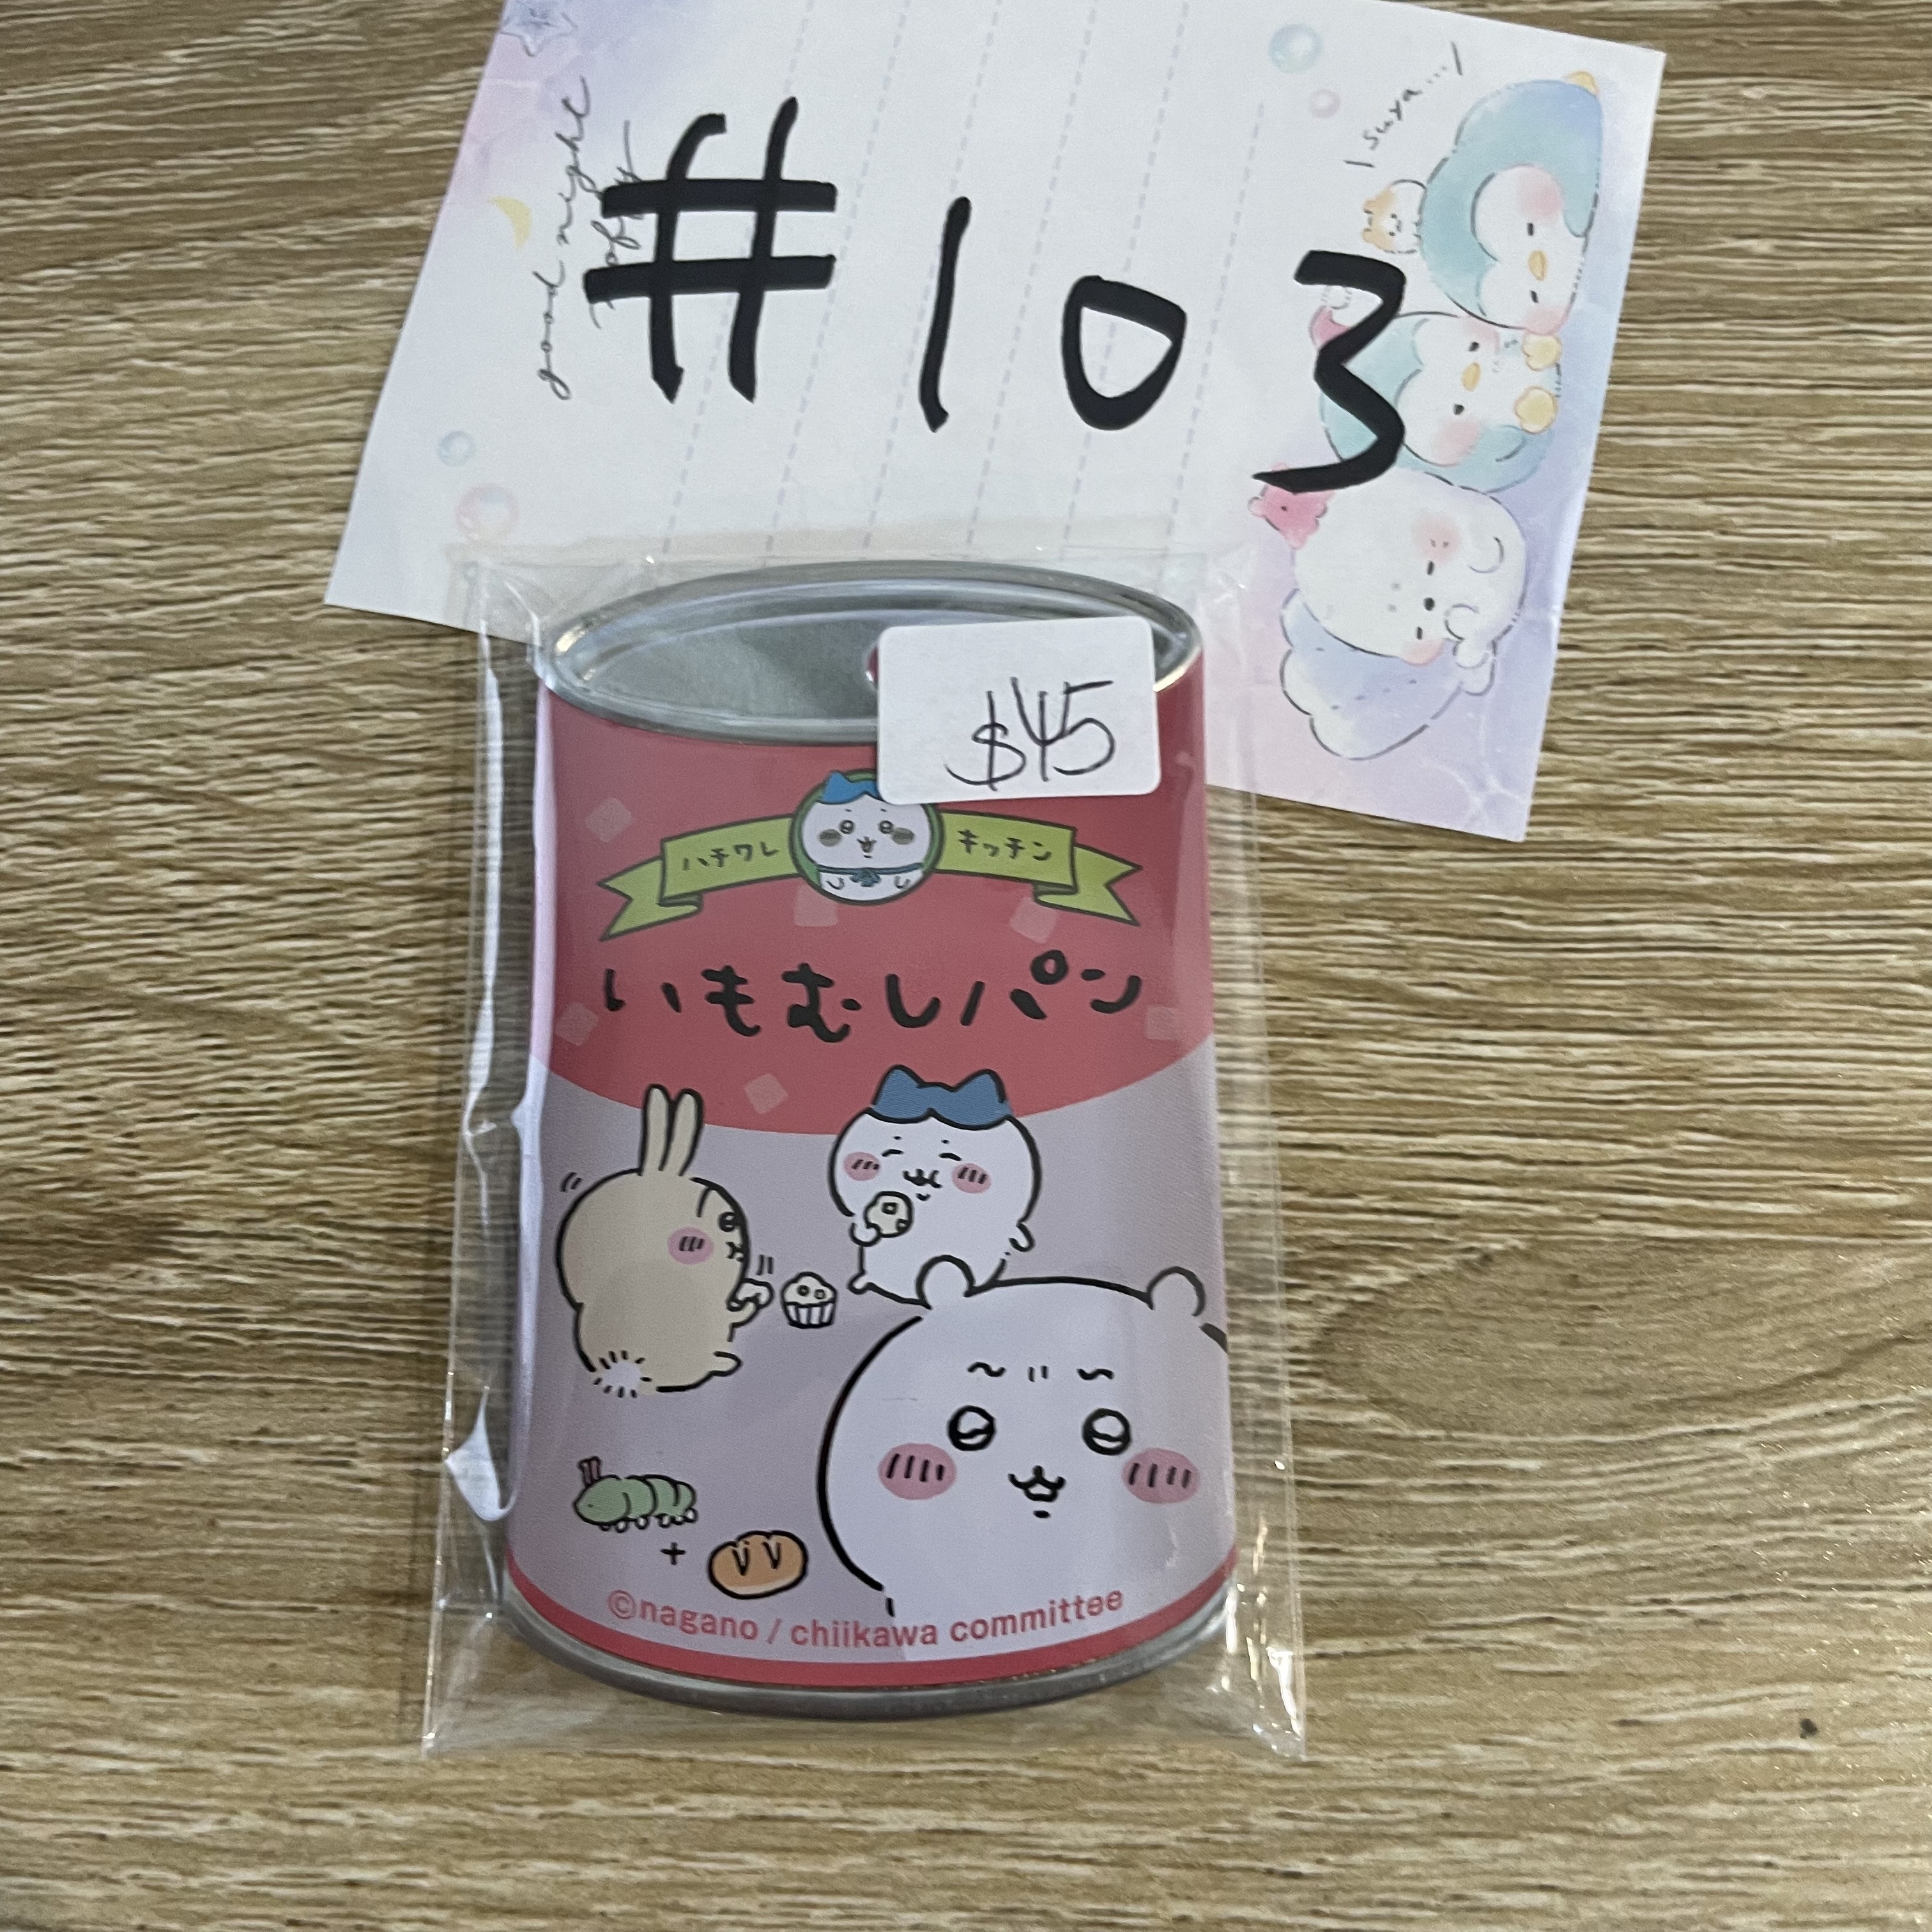 good night
\ suya... /
#103
$45
ハチワレ キッチン
いもむしパン
+
©nagano / chiikawa committee